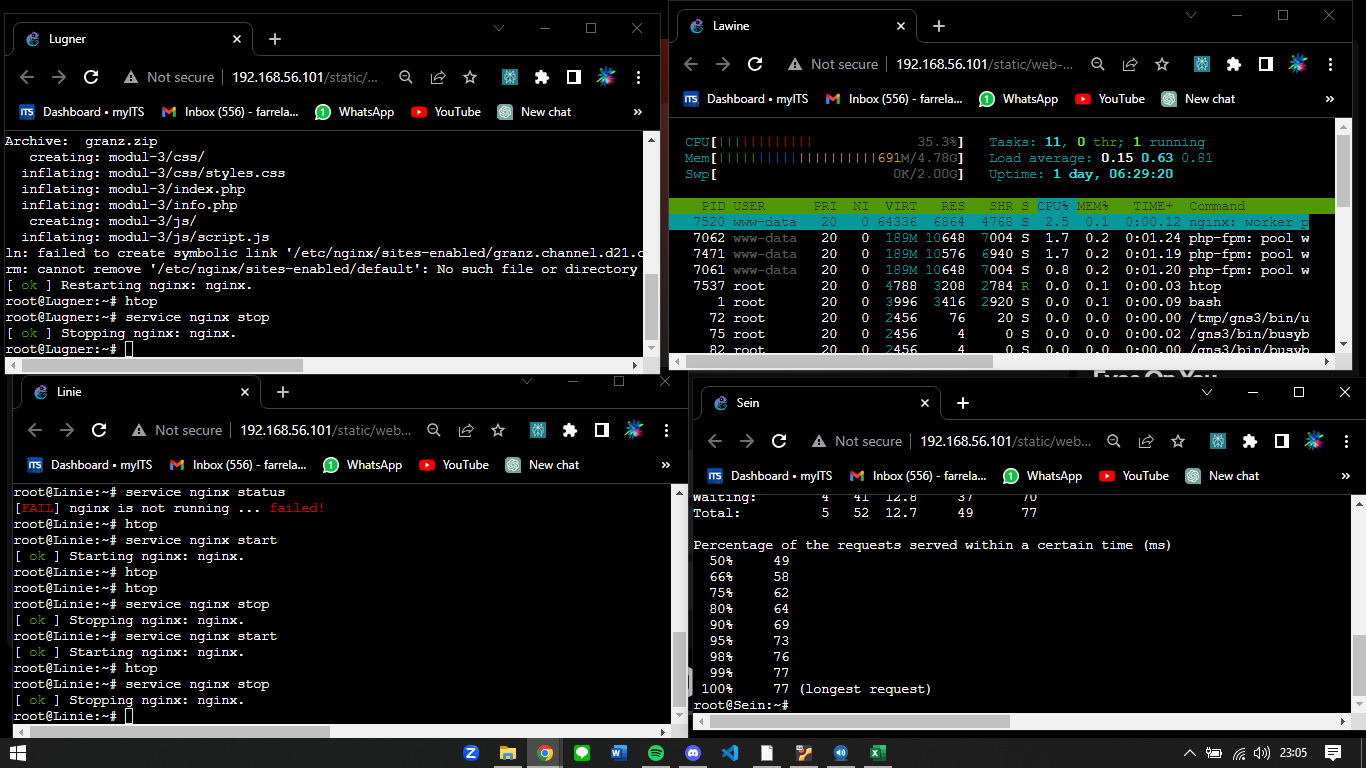 Lugner
Not secure
192.168.56.101/static/...
Dashboard • myITS
Inbox (556) - farrela...
WhatsApp
YouTube
New chat
»
Archive:  granz.zip
creating: modul-3/css/
inflating: modul-3/css/styles.css
inflating: modul-3/index.php
inflating: modul-3/info.php
creating: modul-3/js/
inflating: modul-3/js/script.js
ln: failed to create symbolic link '/etc/nginx/sites-enabled/granz.channel.d21.c
rm: cannot remove '/etc/nginx/sites-enabled/default': No such file or directory
[ ok ] Restarting nginx: nginx.
root@Lugner:~# htop
root@Lugner:~# service nginx stop
[ ok ] Stopping nginx: nginx.
root@Lugner:~#
Lawine
Not secure
192.168.56.101/static/web-...
Dashboard • myITS
Inbox (556) - farrela...
WhatsApp
YouTube
New chat
»
CPU[|||||||||||| 35.3%] Tasks: 11, 0 thr; 1 running
Mem[||||||||||||||||||||691M/4.78G] Load average: 0.15 0.63 0.81
Swp[ 0K/2.00G] Uptime: 1 day, 06:29:20
PID USER PRI NI VIRT RES SHR S CPU% MEM% TIME+ Command
7520 www-data 20 0 64336 6864 4768 S 2.5 0.1 0:00.12 nginx: worker p
7062 www-data 20 0 189M 10648 7004 S 1.7 0.2 0:01.24 php-fpm: pool w
7471 www-data 20 0 189M 10576 6940 S 1.7 0.2 0:01.16 php-fpm: pool w
7061 www-data 20 0 189M 10648 7004 S 0.8 0.2 0:01.20 php-fpm: pool w
7537 root 20 0 4788 3208 2784 R 0.0 0.1 0:00.03 htop
1 root 20 0 3996 3416 2920 S 0.0 0.1 0:00.09 bash
72 root 20 0 2456 76 20 S 0.0 0.0 0:00.00 /tmp/gns3/bin/u
75 root 20 0 2456 4 0 S 0.0 0.0 0:00.02 /gns3/bin/busyb
82 root 20 0 2456 4 0 S 0.0 0.0 0:00.00 /gns3/bin/busyb
Linie
Not secure
192.168.56.101/static/web...
Dashboard • myITS
Inbox (556) - farrela...
WhatsApp
YouTube
New chat
»
root@Linie:~# service nginx status
[FAIL] nginx is not running ... failed!
root@Linie:~# htop
root@Linie:~# service nginx start
[ ok ] Starting nginx: nginx.
root@Linie:~# htop
root@Linie:~# htop
root@Linie:~# service nginx stop
[ ok ] Stopping nginx: nginx.
root@Linie:~# service nginx start
[ ok ] Starting nginx: nginx.
root@Linie:~# htop
root@Linie:~# service nginx stop
[ ok ] Stopping nginx: nginx.
root@Linie:~#
Sein
Not secure
192.168.56.101/static/web...
Dashboard • myITS
Inbox (556) - farrela...
WhatsApp
YouTube
New chat
»
Waiting: 4 41 12.8 37 70
Total: 5 52 12.7 49 77
Percentage of the requests served within a certain time (ms)
50% 49
66% 58
75% 62
80% 64
90% 69
95% 73
98% 76
99% 77
100% 77 (longest request)
root@Sein:~#
23:05